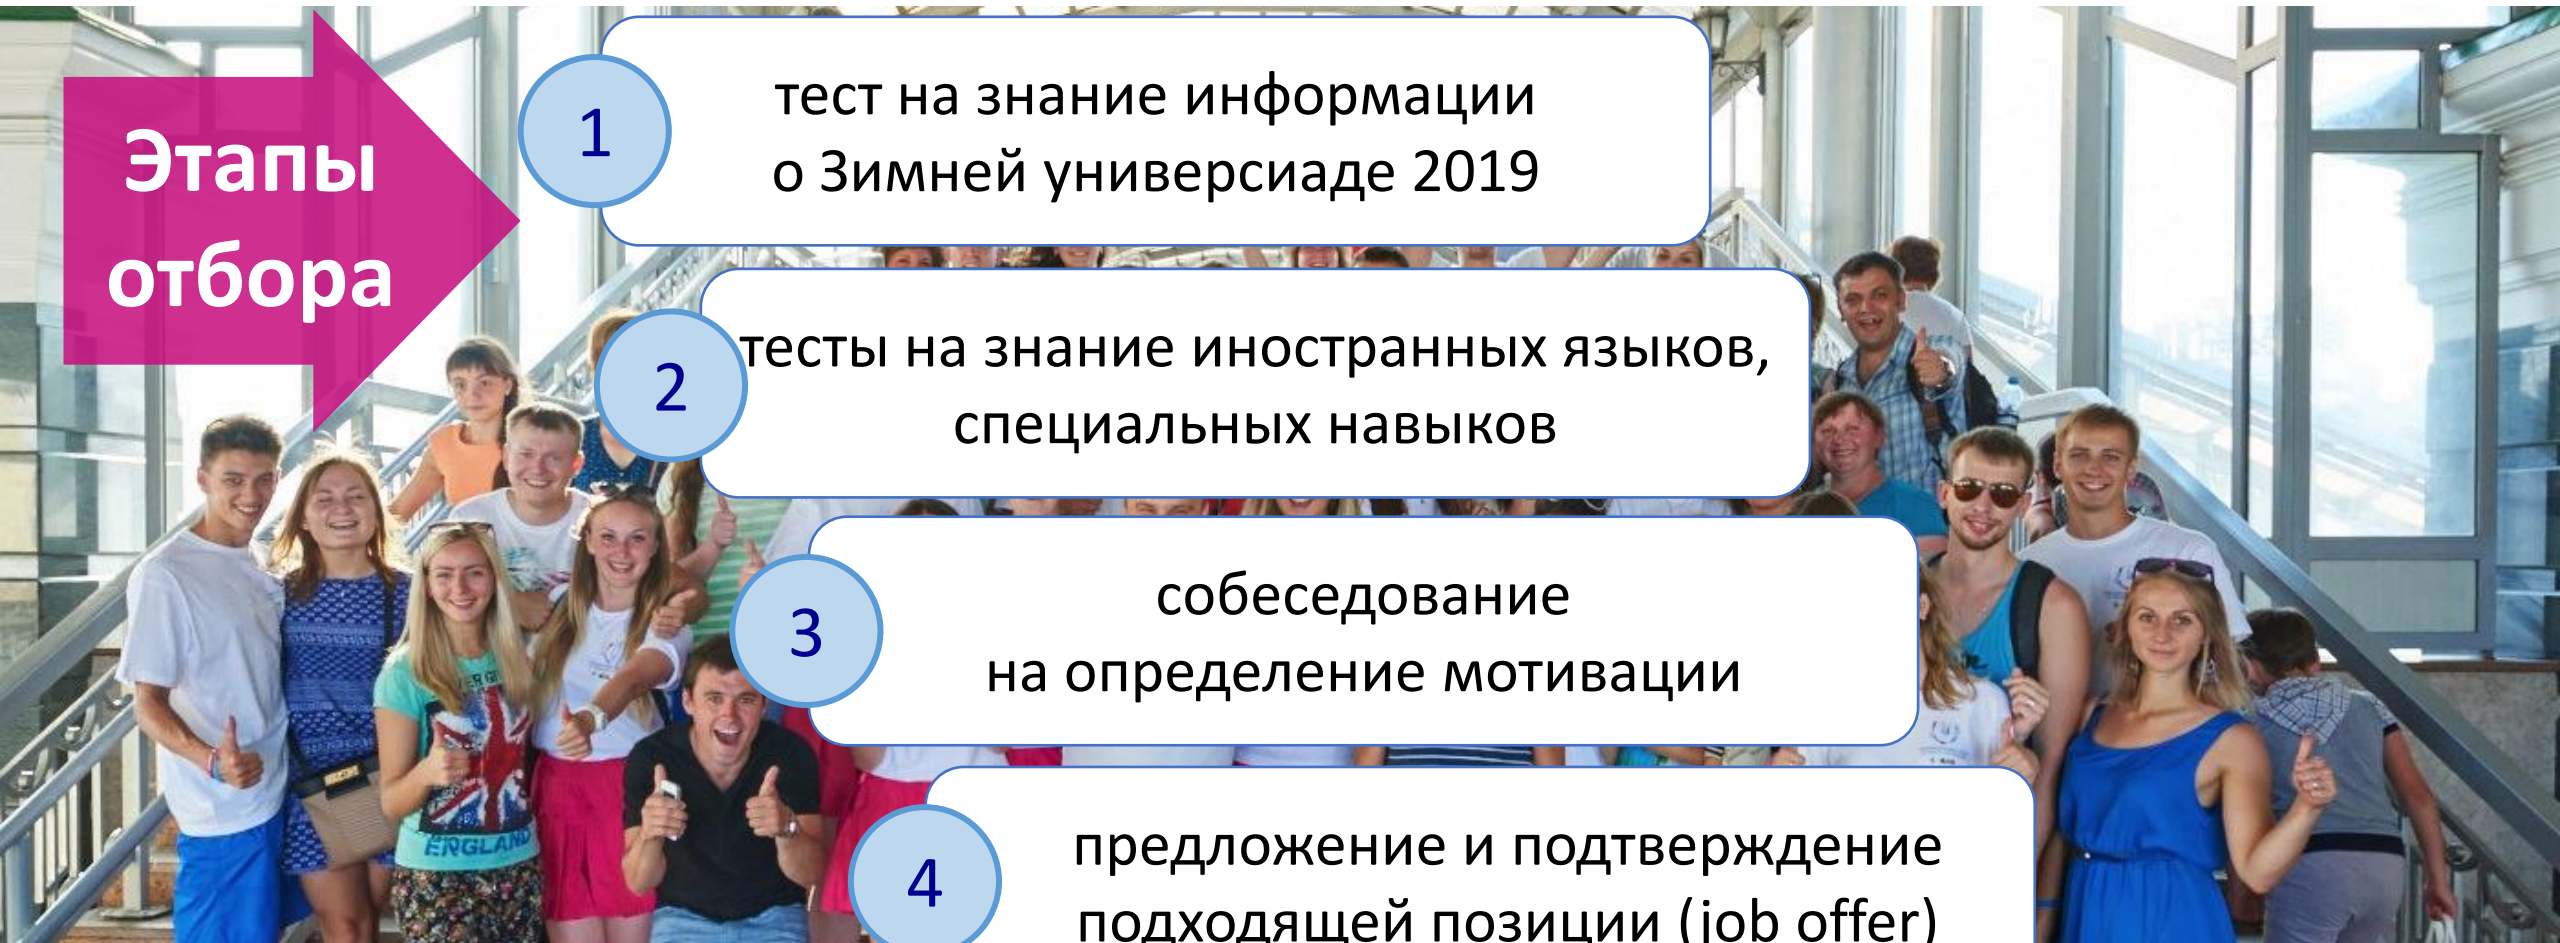 Этапы
отбора
1
тест на знание информации
о Зимней универсиаде 2019
2
тесты на знание иностранных языков,
специальных навыков
3
собеседование
на определение мотивации
4
предложение и подтверждение
подходящей позиции (job offer)
ENGLAND